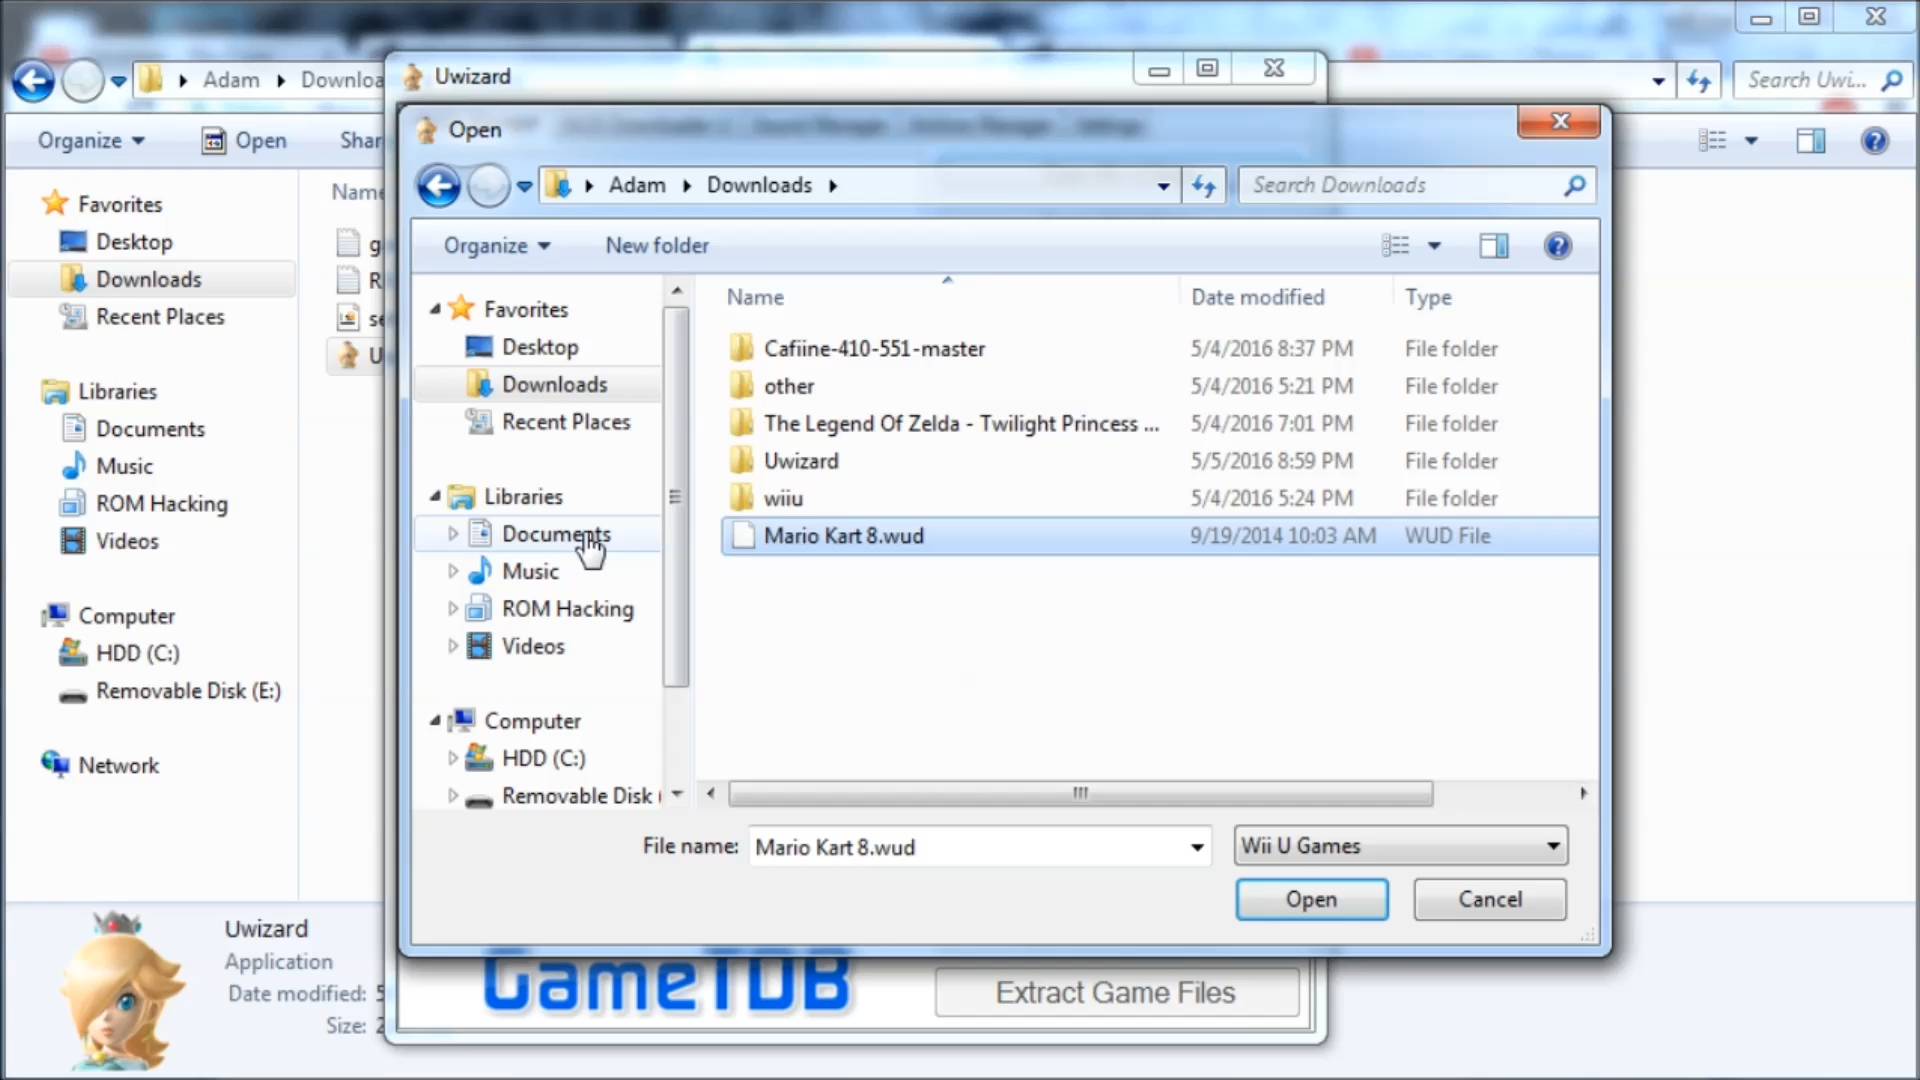 Adam Downloa
Search Uwi...
Organize
Open
Shar
Name
Favorites
Desktop
Downloads
Recent Places
Libraries
Documents
Music
ROM Hacking
Videos
Computer
HDD (C:)
Removable Disk (E:)
Network
Uwizard
Application
Date modified: 5
Size: 2
Uwizard
Open
Adam Downloads
Search Downloads
Organize
New folder
Favorites
Desktop
Downloads
Recent Places
Libraries
Documents
Music
ROM Hacking
Videos
Computer
HDD (C:)
Removable Disk (
Name Date modified Type
Cafiine-410-551-master 5/4/2016 8:37 PM File folder
other 5/4/2016 5:21 PM File folder
The Legend Of Zelda - Twilight Princess ... 5/4/2016 7:01 PM File folder
Uwizard 5/5/2016 8:59 PM File folder
wiiu 5/4/2016 5:24 PM File folder
Mario Kart 8.wud 9/19/2014 10:03 AM WUD File
File name: Mario Kart 8.wud
Wii U Games
Open
Cancel
GameTDB
Extract Game Files